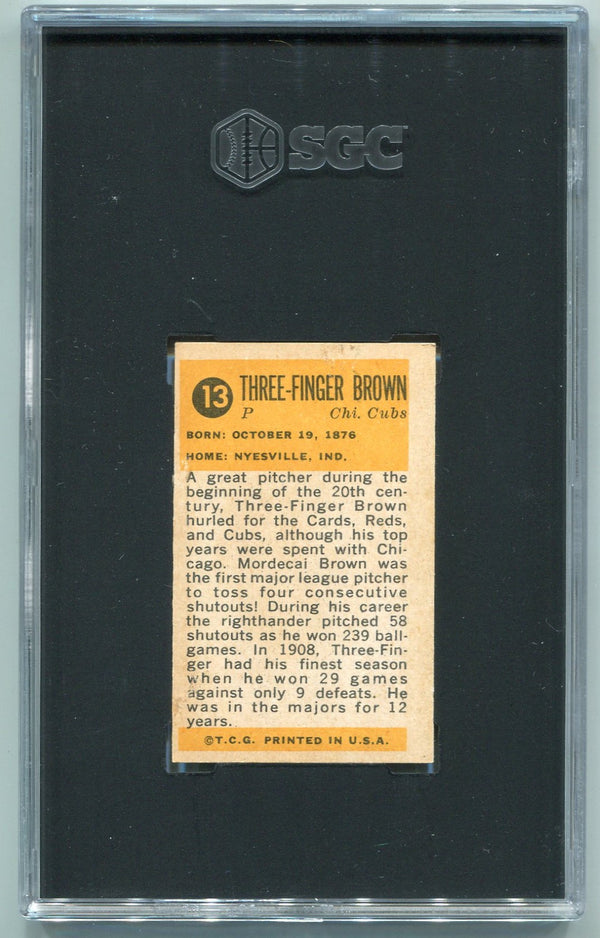 SGC
13 THREE-FINGER BROWN
P Chi. Cubs
BORN: OCTOBER 19, 1876
HOME: NYESVILLE, IND.
A great pitcher during the
beginning of the 20th cen-
tury, Three-Finger Brown
hurled for the Cards, Reds,
and Cubs, although his top
years were spent with Chi-
cago. Mordecai Brown was
the first major league pitcher
to toss four consecutive
shutouts! During his career
the righthander pitched 58
shutouts as he won 239 ball-
games. In 1908, Three-Fin-
ger had his finest season
when he won 29 games
against only 9 defeats. He
was in the majors for 12
years.
©T.C.G. PRINTED IN U.S.A.